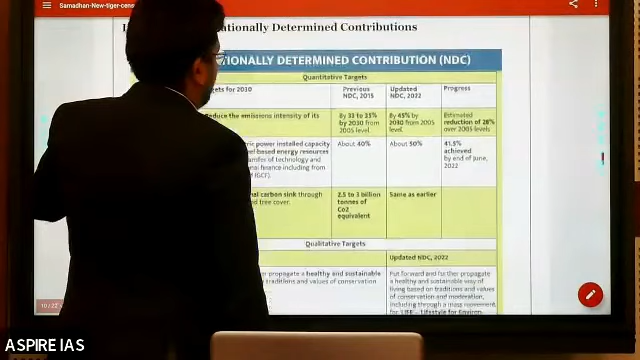 Samadhan-New-tiger-cens
ationally Determined Contributions
IONALLY DETERMINED CONTRIBUTION (NDC)
Quantitative Targets
gets for 2030
Previous NDC, 2015
Updated NDC, 2022
Progress
Reduce the emissions intensity of its
By 33 to 35% by 2030 from 2005 level
By 45% by 2030 from 2005 level.
Estimated reduction of 28% over 2005 levels
ric power installed capacity
el-based energy resources
nsfer of technology and
finance including from
(GCF)
About 40%
About 50%
41.5% achieved by end of June, 2022
nal carbon sink through
nd tree cover.
2.5 to 3 billion tonnes of Co2 equivalent
Same as earlier
Qualitative Targets
Updated NDC, 2022
er propagate a healthy and sustainable
traditions and values of conservation
Put forward and further propagate
a healthy and sustainable way of
living based on traditions and values
of conservation and moderation,
including through a mass movement
for 'LIFE – Lifestyle for Environ-
10 / 22
ASPIRE IAS